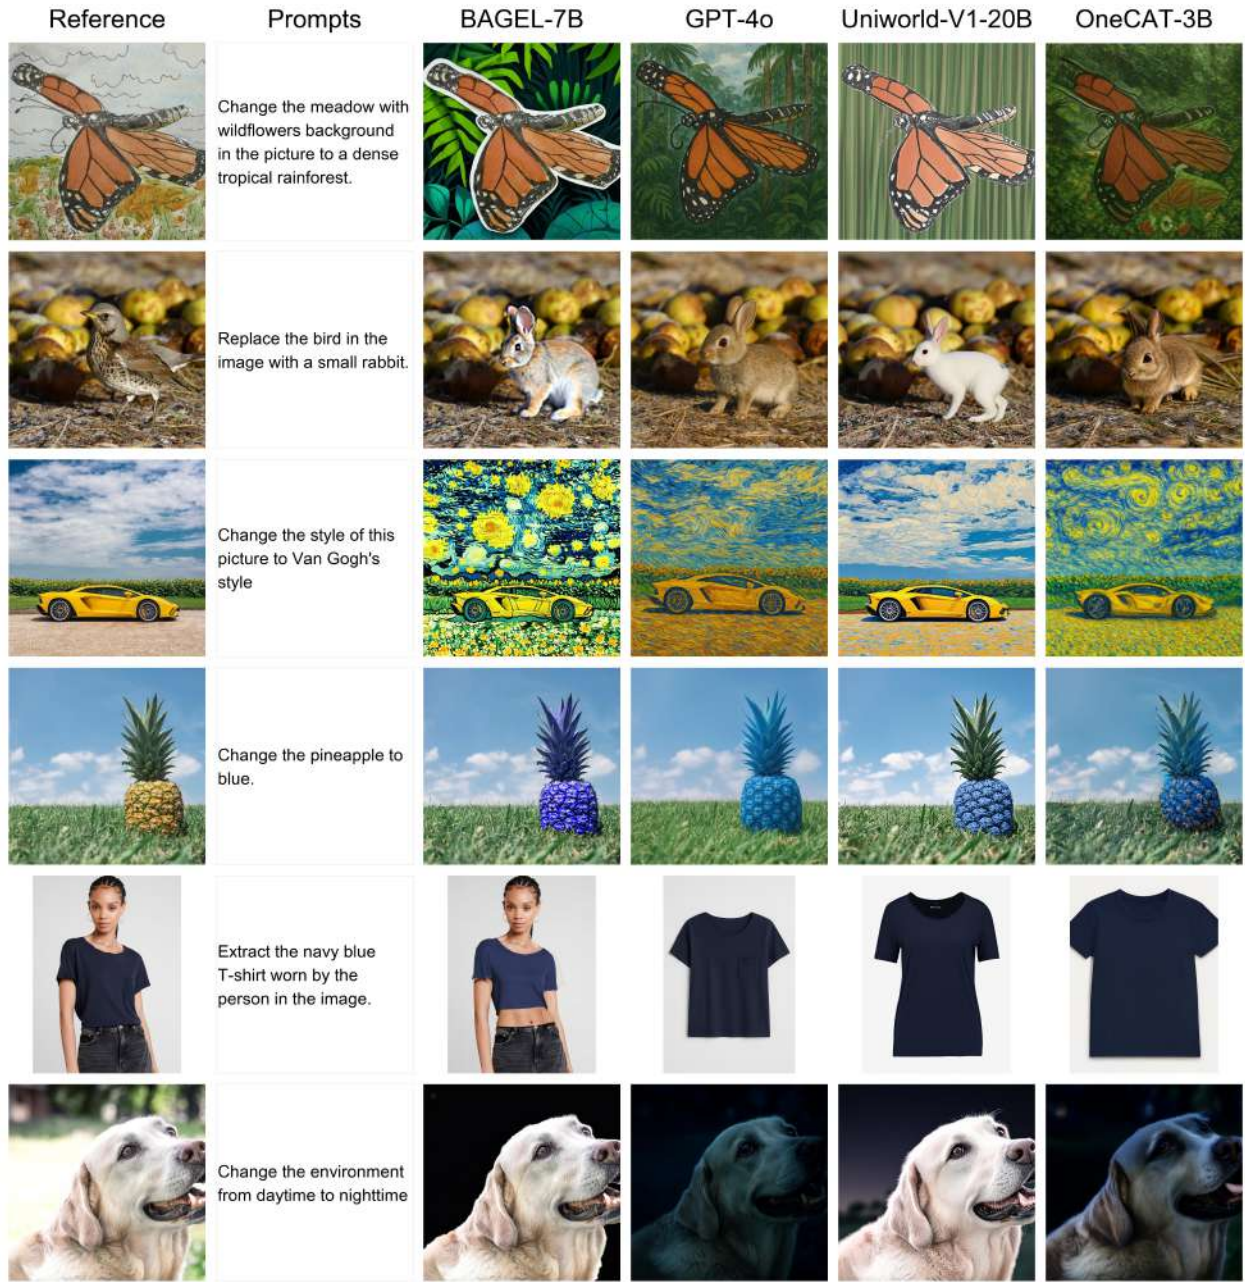 Reference Prompts BAGEL-7B GPT-4o Uniworld-V1-20B OneCAT-3B
Change the meadow with
wildflowers background
in the picture to a dense
tropical rainforest.
Replace the bird in the
image with a small rabbit.
Change the style of this
picture to Van Gogh's
style
Change the pineapple to
blue.
Extract the navy blue
T-shirt worn by the
person in the image.
Change the environment
from daytime to nighttime